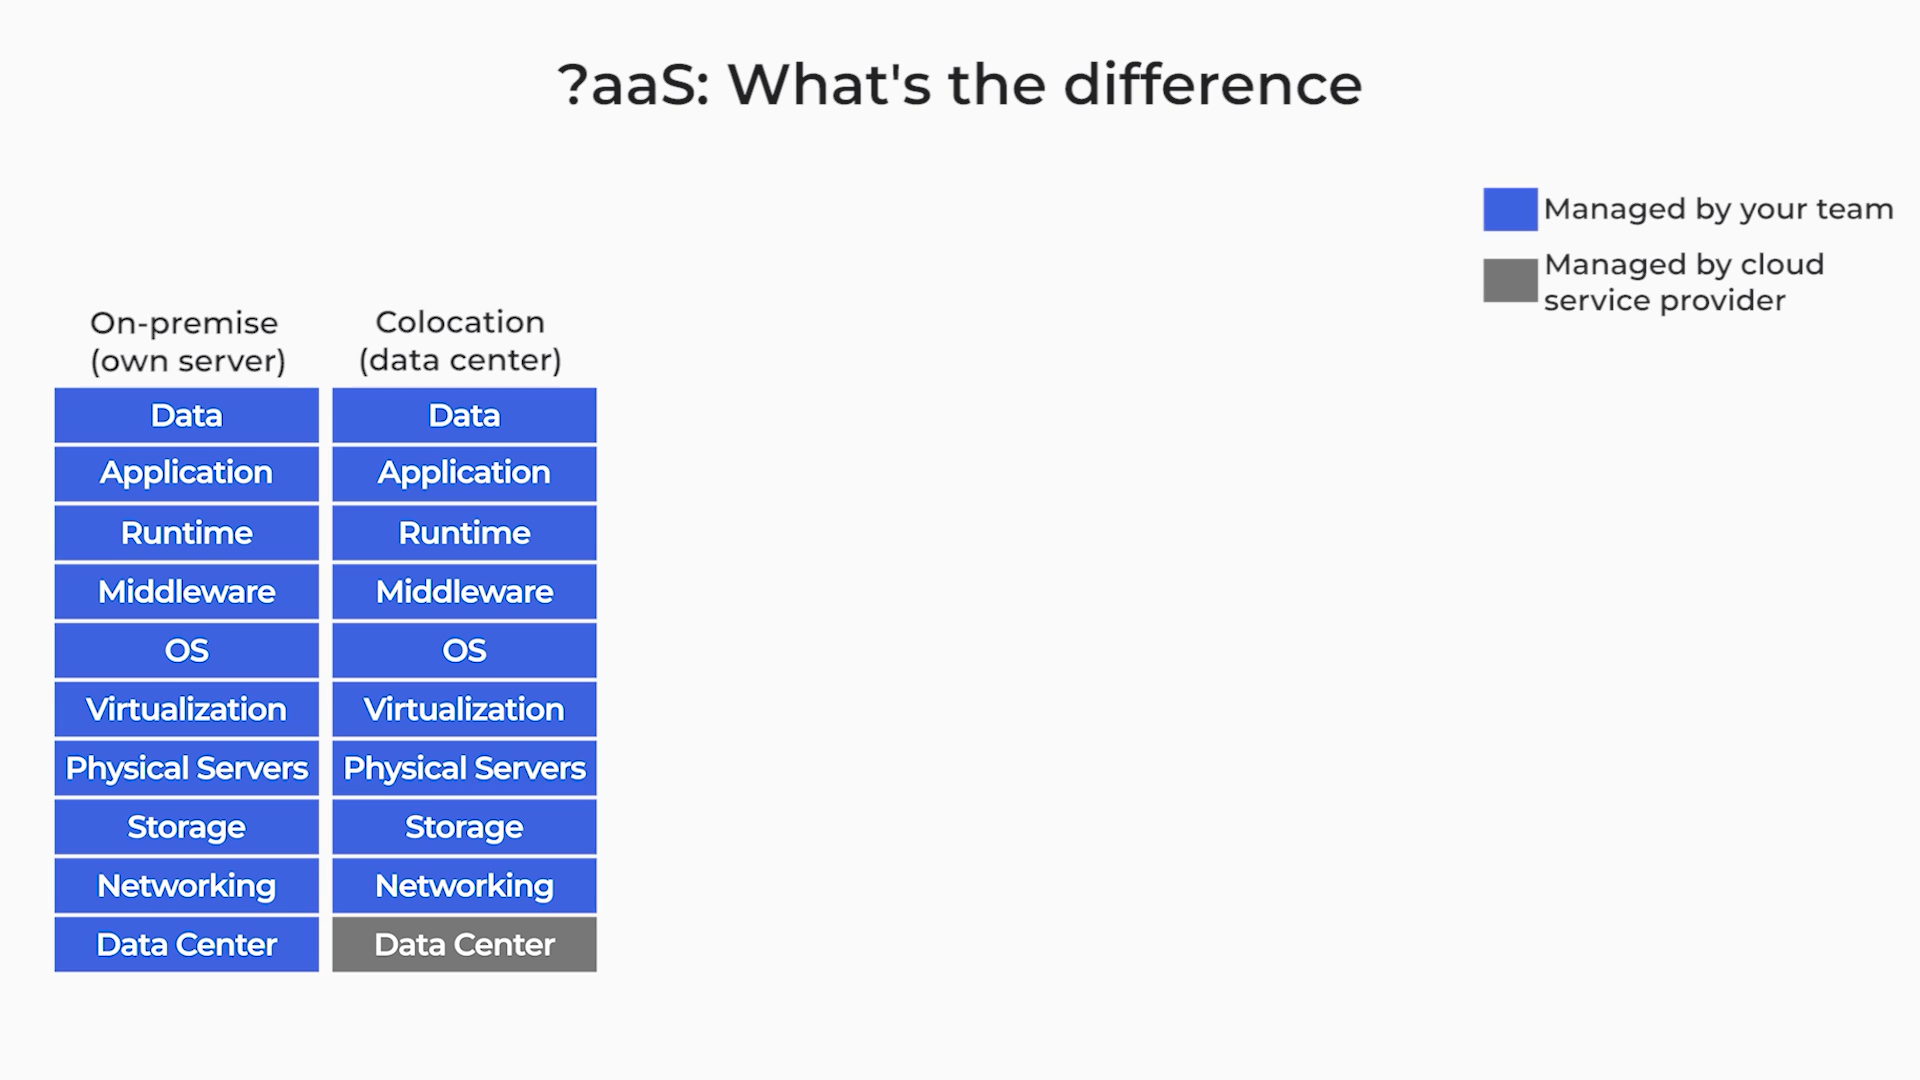 ?aaS: What's the difference
Managed by your team
Managed by cloud
service provider
On-premise
(own server)
Data
Application
Runtime
Middleware
OS
Virtualization
Physical Servers
Storage
Networking
Data Center
Colocation
(data center)
Data
Application
Runtime
Middleware
OS
Virtualization
Physical Servers
Storage
Networking
Data Center